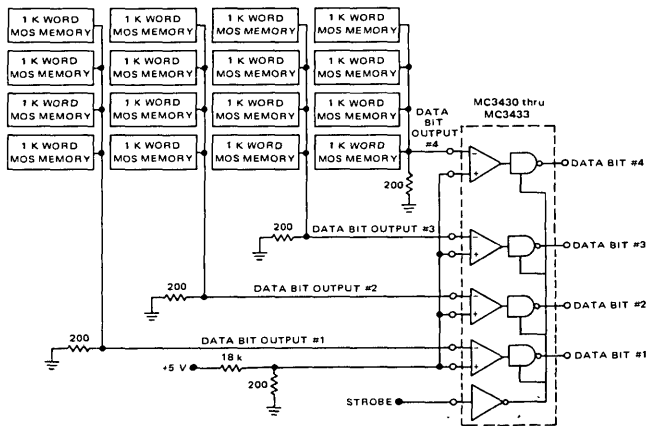 1 K WORD
MOS MEMORY
1 K WORD
MOS MEMORY
1 K WORD
MOS MEMORY
1 K WORD
MOS MEMORY
1 K WORD
MOS MEMORY
1 K WORD
MOS MEMORY
1 K WORD
MOS MEMORY
1 K WORD
MOS MEMORY
1 K WORD
MOS MEMORY
1 K WORD
MOS MEMORY
1 K WORD
MOS MEMORY
1 K WORD
MOS MEMORY
1 K WORD
MOS MEMORY
1 K WORD
MOS MEMORY
1 K WORD
MOS MEMORY
1 K WORD
MOS MEMORY
DATA
BIT
OUTPUT
#4
MC3430 thru
MC3433
200
DATA BIT #4
200
DATA BIT OUTPUT #3
DATA BIT #3
200
DATA BIT OUTPUT #2
DATA BIT #2
200
DATA BIT OUTPUT #1
DATA BIT #1
+5 V
18 k
200
STROBE
- 
+
-
+
-
+
-
+